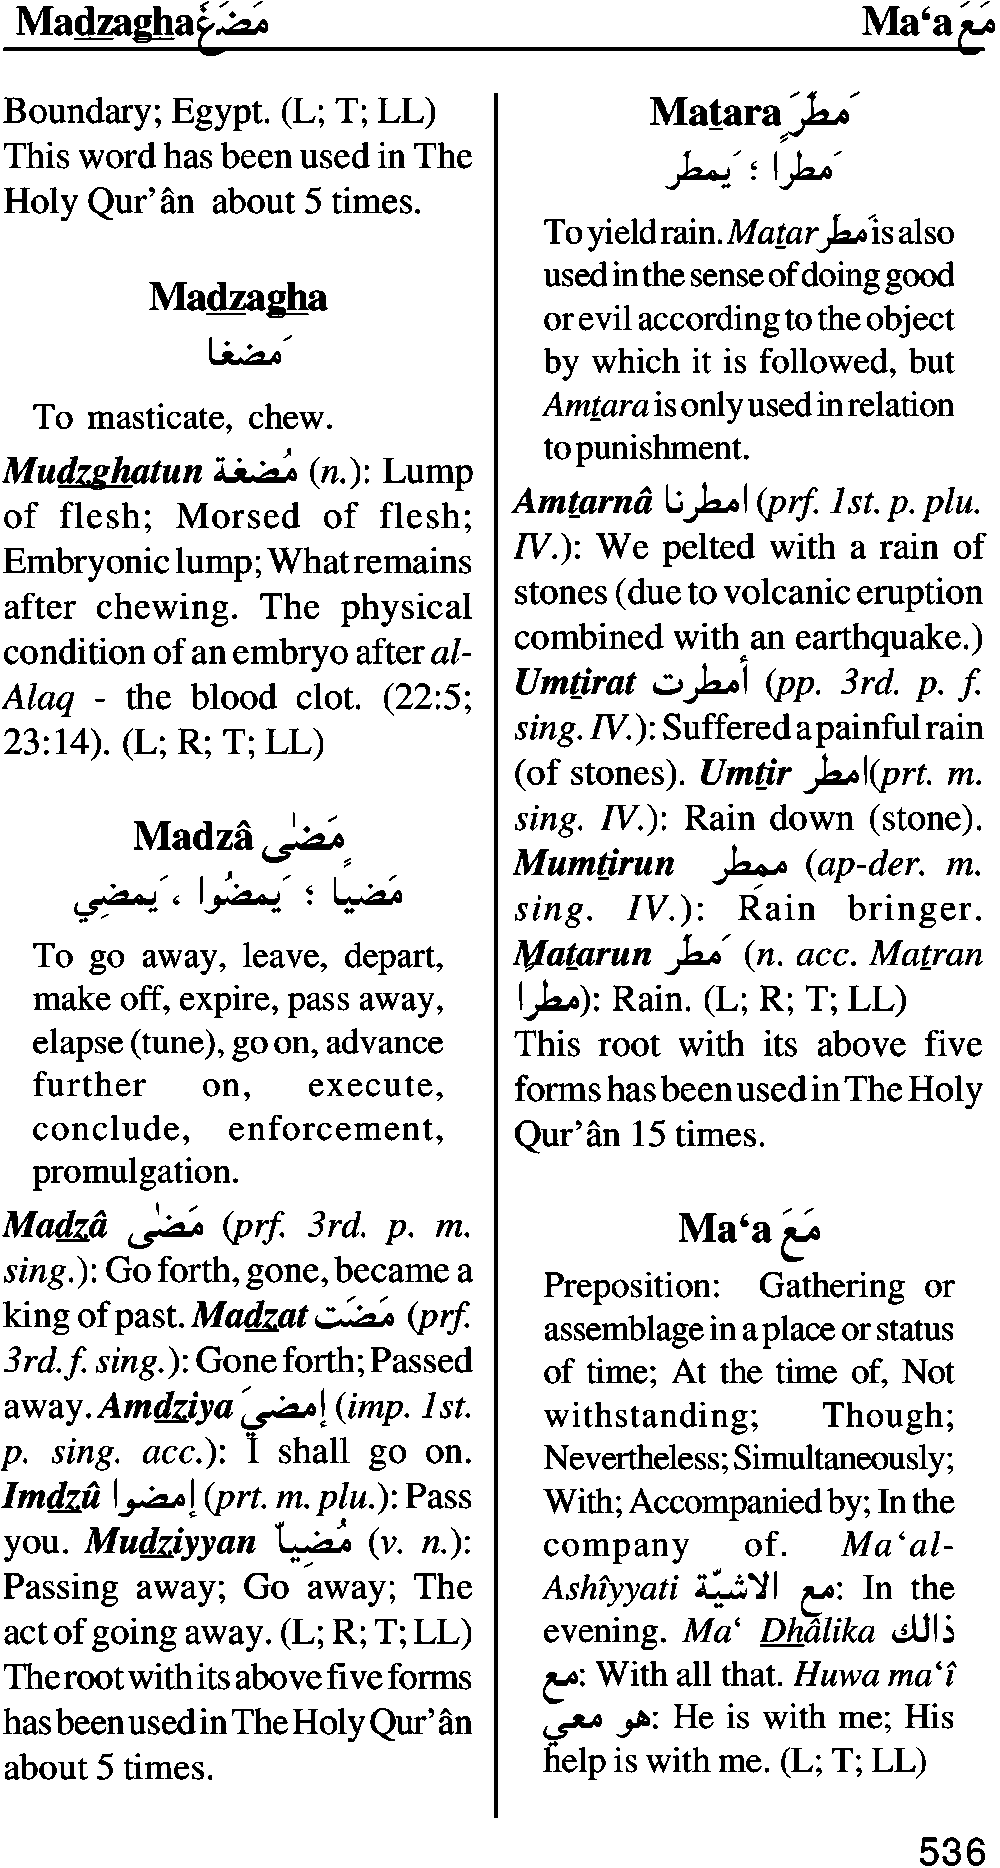 Madzaghaمَضَغَ
Ma‘a مَعَ
Boundary; Egypt. (L; T; LL)
This word has been used in The
Holy Qur’ân about 5 times.
Madzagha
مَضغا
To masticate, chew.
Mudzghatun مُضغة (n.): Lump
of flesh; Morsed of flesh;
Embryonic lump; What remains
after chewing. The physical
condition of an embryo after al-
Alaq - the blood clot. (22:5;
23:14). (L; R; T; LL)
Madzâ مَضٰى
مَضيًا ؛ يَمضُوا ، يَمضِي
To go away, leave, depart,
make off, expire, pass away,
elapse (tune), go on, advance
further on, execute,
conclude, enforcement,
promulgation.
Madzâ مَضٰى (prf. 3rd. p. m.
sing.): Go forth, gone, became a
king of past. Madzat مَضَت (prf.
3rd. f. sing.): Gone forth; Passed
away. Amdziya إمضيَ (imp. 1st.
p. sing. acc.): I shall go on.
Imdzû إمضوا (prt. m. plu.): Pass
you. Mudziyyan مُضِياّ (v. n.):
Passing away; Go away; The
act of going away. (L; R; T; LL)
The root with its above five forms
has been used in The Holy Qur’ân
about 5 times.
Matara مَطَرَ
مَطراً ؛ يَمطُر
To yield rain. Matar مَطَر is also
used in the sense of doing good
or evil according to the object
by which it is followed, but
Amtara is only used in relation
to punishment.
Amtarnâ امطرنا (prf. 1st. p. plu.
IV.): We pelted with a rain of
stones (due to volcanic eruption
combined with an earthquake.)
Umtirat أمطرت (pp. 3rd. p. f.
sing. IV.): Suffered a painful rain
(of stones). Umtir امطر(prt. m.
sing. IV.): Rain down (stone).
Mumtirun ممطِر (ap-der. m.
sing. IV.): Rain bringer.
Matarun مَطَر (n. acc. Matran
مطرا): Rain. (L; R; T; LL)
This root with its above five
forms has been used in The Holy
Qur’ân 15 times.
Ma‘a مَعَ
Preposition: Gathering or
assemblage in a place or status
of time; At the time of, Not
withstanding; Though;
Nevertheless; Simultaneously;
With; Accompanied by; In the
company of. Ma‘al-
Ashîyyati مع الاشيّة: In the
evening. Ma‘ Dhâlika ذالك
مع: With all that. Huwa ma‘î
هو معي: He is with me; His
help is with me. (L; T; LL)
536